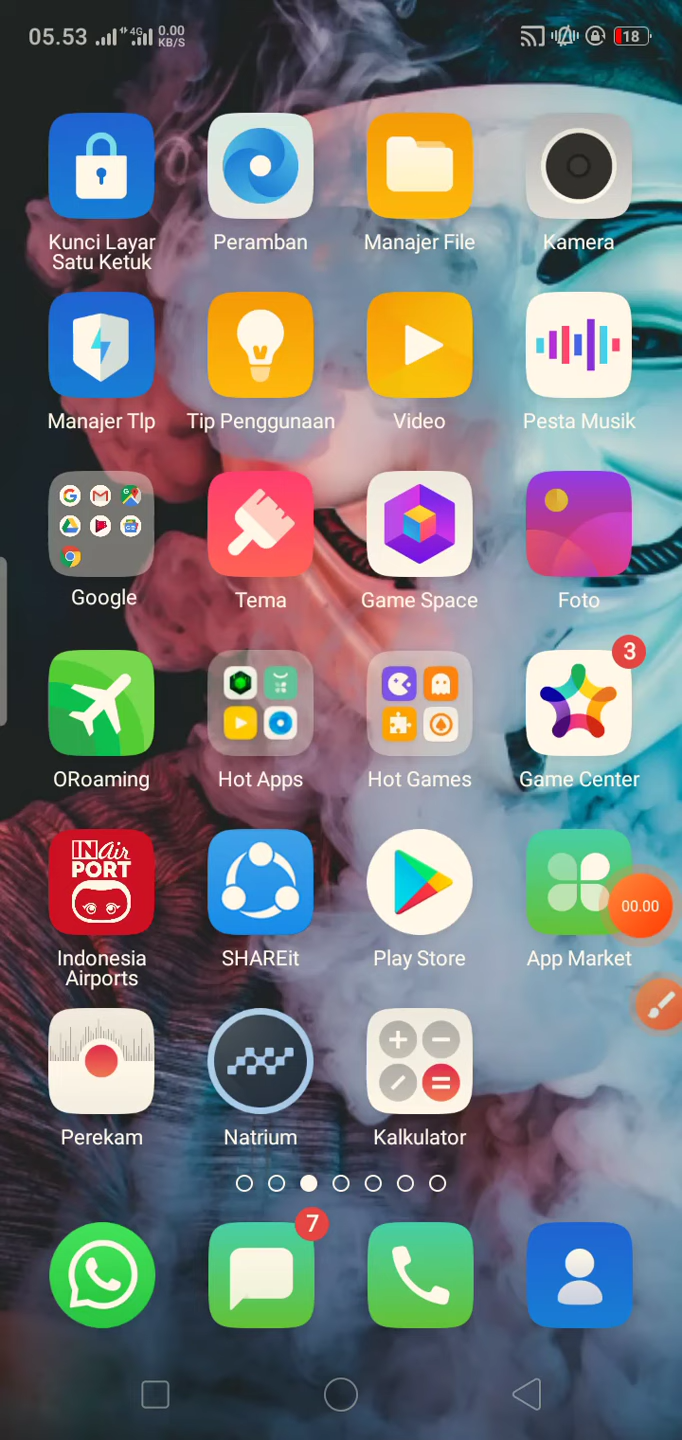 05.53
4G
0.00
KB/S
18
Kunci Layar
Satu Ketuk
Peramban
Manajer File
Kamera
Manajer Tlp
Tip Penggunaan
Video
Pesta Musik
Google
Tema
Game Space
Foto
3
ORoaming
Hot Apps
Hot Games
Game Center
INAir
PORT
00.00
Indonesia
Airports
SHAREit
Play Store
App Market
Perekam
Natrium
Kalkulator
7